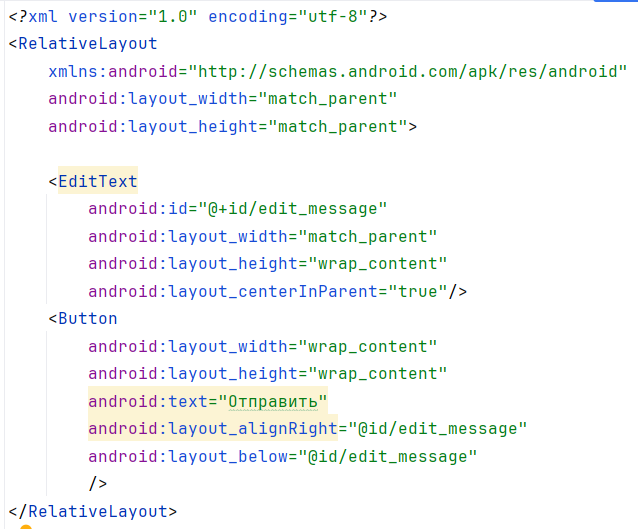 <?xml version="1.0" encoding="utf-8"?>
<RelativeLayout
    xmlns:android="http://schemas.android.com/apk/res/android"
    android:layout_width="match_parent"
    android:layout_height="match_parent">

    <EditText
        android:id="@+id/edit_message"
        android:layout_width="match_parent"
        android:layout_height="wrap_content"
        android:layout_centerInParent="true"/>
    <Button
        android:layout_width="wrap_content"
        android:layout_height="wrap_content"
        android:text="Отправить"
        android:layout_alignRight="@id/edit_message"
        android:layout_below="@id/edit_message"
        />
</RelativeLayout>